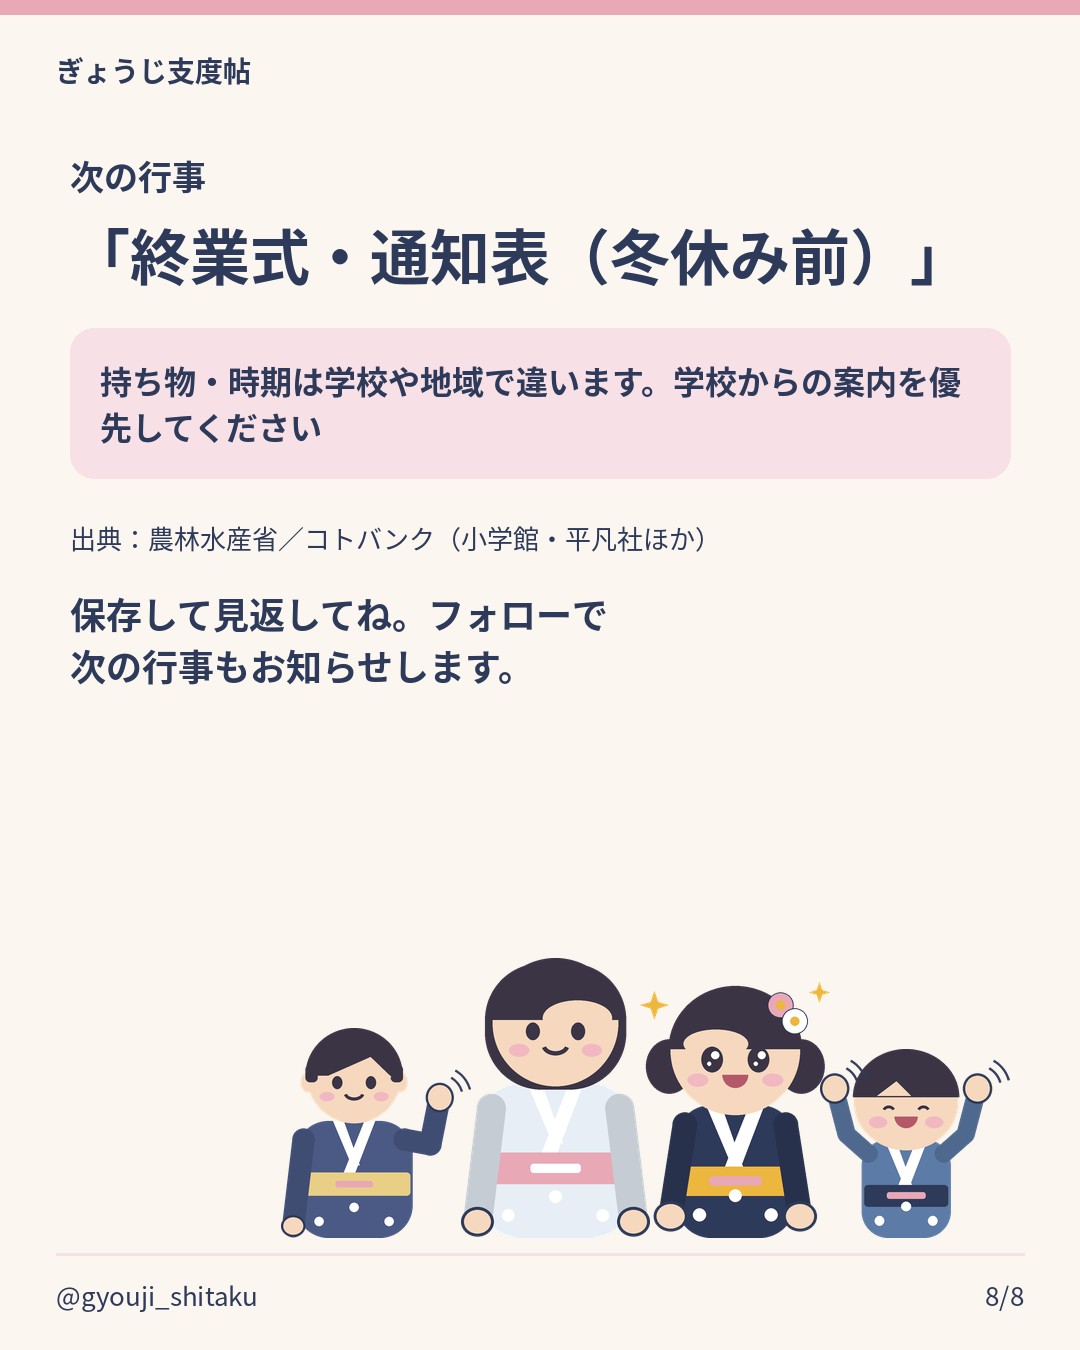 ぎょうじ支度帖
次の行事
「終業式・通知表（冬休み前）」
持ち物・時期は学校や地域で違います。学校からの案内を優
先してください
出典：農林水産省／コトバンク（小学館・平凡社ほか）
保存して見返してね。フォローで
次の行事もお知らせします。
@gyouji_shitaku
8/8